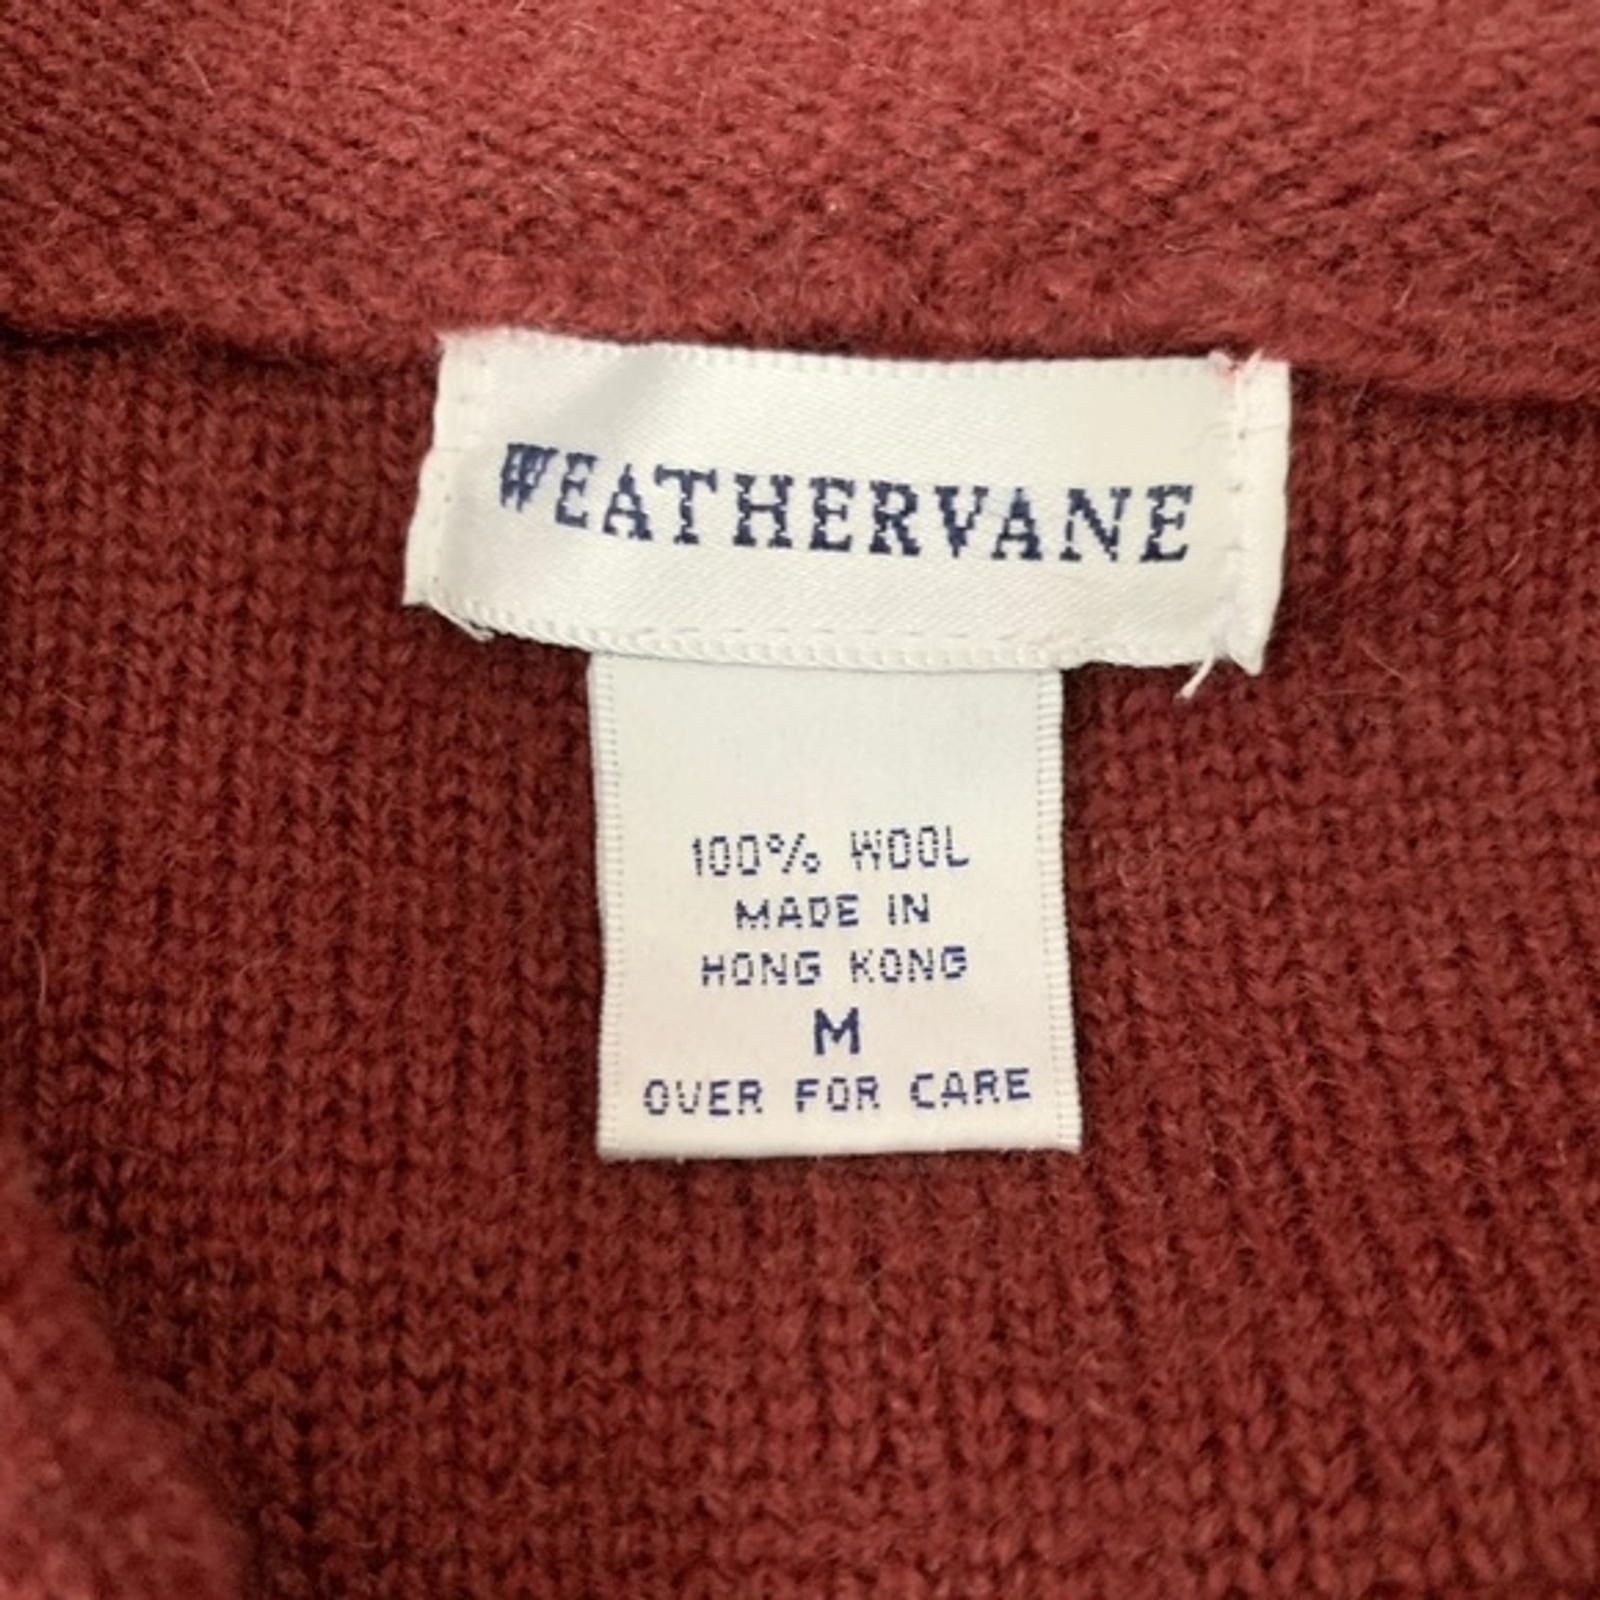 WEATHERVANE
100% WOOL
MADE IN
HONG KONG
M
OVER FOR CARE